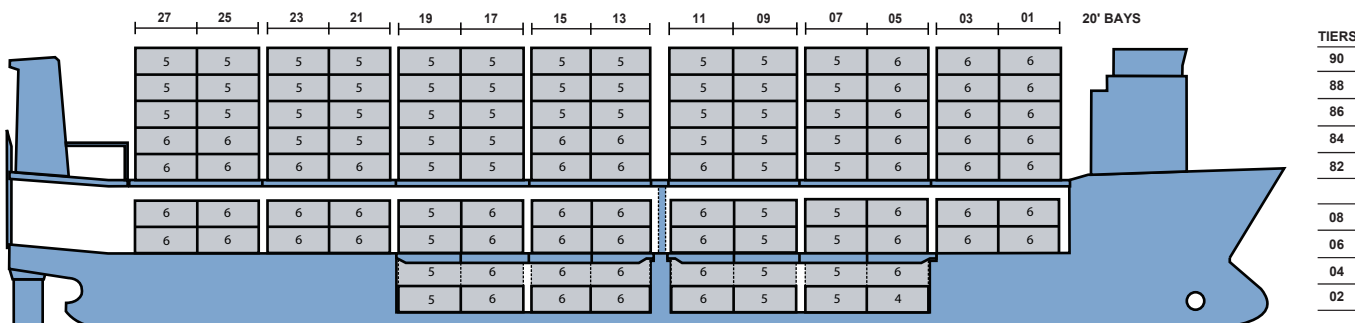 27 25 23 21 19 17 15 13 11 09 07 05 03 01 20' BAYS
TIERS
5 5 5 5 5 5 5 5 5 5 5 6 6 6 90
5 5 5 5 5 5 5 5 5 5 5 6 6 6 88
5 5 5 5 5 5 5 5 5 5 5 6 6 6 86
6 6 5 5 5 5 6 6 5 5 5 6 6 6 84
6 6 6 6 5 5 6 6 6 5 5 6 6 6 82
6 6 6 6 5 6 6 6 6 5 5 6 6 6 08
6 6 6 6 5 6 6 6 6 5 5 6 6 6 06
5 6 6 6 6 5 5 6 04
5 6 6 6 6 5 5 4 02